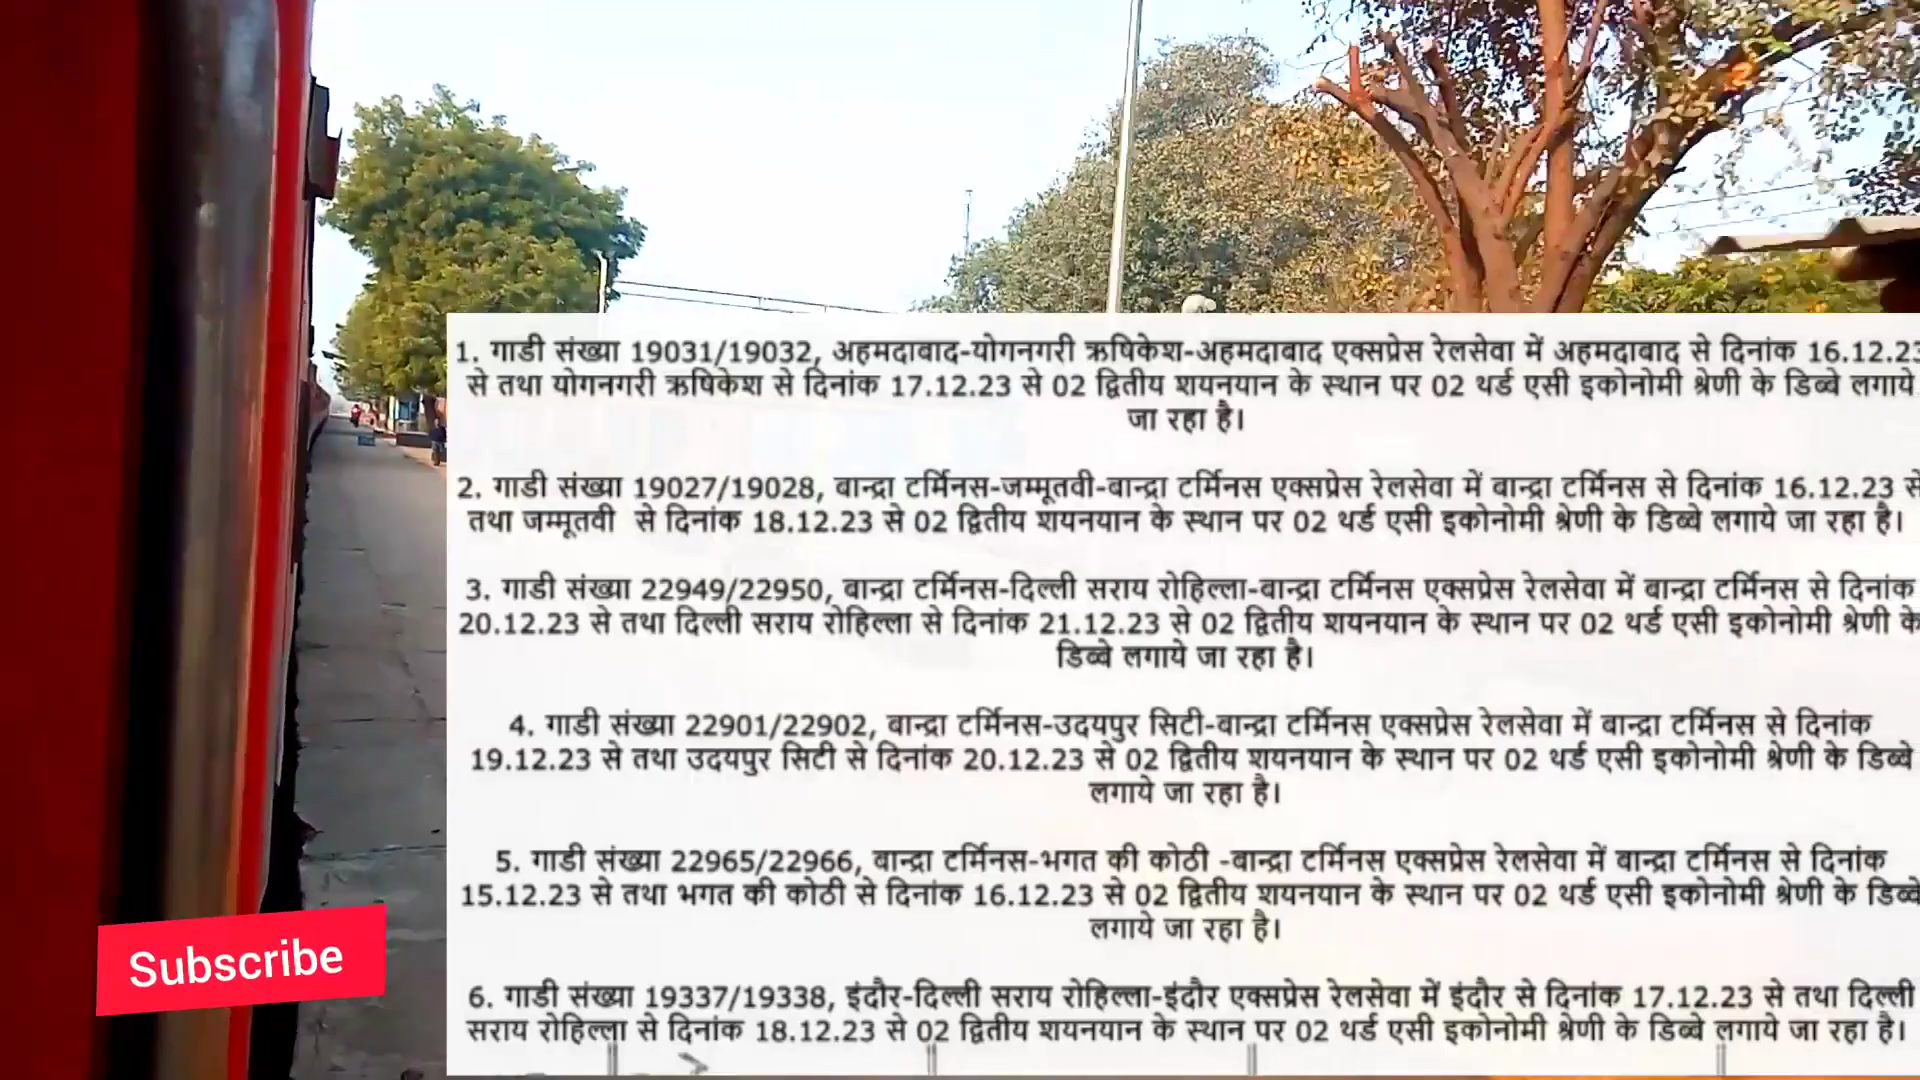 1. गाडी संख्या 19031/19032, अहमदाबाद-योगनगरी ऋषिकेश-अहमदाबाद एक्सप्रेस रेलसेवा में अहमदाबाद से दिनांक 16.12.23
से तथा योगनगरी ऋषिकेश से दिनांक 17.12.23 से 02 द्वितीय शयनयान के स्थान पर 02 थर्ड एसी इकोनोमी श्रेणी के डिब्बे लगाये
जा रहा है।
2. गाडी संख्या 19027/19028, बान्द्रा टर्मिनस-जम्मूतवी-बान्द्रा टर्मिनस एक्सप्रेस रेलसेवा में बान्द्रा टर्मिनस से दिनांक 16.12.23 से
तथा जम्मूतवी से दिनांक 18.12.23 से 02 द्वितीय शयनयान के स्थान पर 02 थर्ड एसी इकोनोमी श्रेणी के डिब्बे लगाये जा रहा है।
3. गाडी संख्या 22949/22950, बान्द्रा टर्मिनस-दिल्ली सराय रोहिल्ला-बान्द्रा टर्मिनस एक्सप्रेस रेलसेवा में बान्द्रा टर्मिनस से दिनांक
20.12.23 से तथा दिल्ली सराय रोहिल्ला से दिनांक 21.12.23 से 02 द्वितीय शयनयान के स्थान पर 02 थर्ड एसी इकोनोमी श्रेणी के
डिब्बे लगाये जा रहा है।
4. गाडी संख्या 22901/22902, बान्द्रा टर्मिनस-उदयपुर सिटी-बान्द्रा टर्मिनस एक्सप्रेस रेलसेवा में बान्द्रा टर्मिनस से दिनांक
19.12.23 से तथा उदयपुर सिटी से दिनांक 20.12.23 से 02 द्वितीय शयनयान के स्थान पर 02 थर्ड एसी इकोनोमी श्रेणी के डिब्बे
लगाये जा रहा है।
5. गाडी संख्या 22965/22966, बान्द्रा टर्मिनस-भगत की कोठी -बान्द्रा टर्मिनस एक्सप्रेस रेलसेवा में बान्द्रा टर्मिनस से दिनांक
15.12.23 से तथा भगत की कोठी से दिनांक 16.12.23 से 02 द्वितीय शयनयान के स्थान पर 02 थर्ड एसी इकोनोमी श्रेणी के डिब्बे
लगाये जा रहा है।
6. गाडी संख्या 19337/19338, इंदौर-दिल्ली सराय रोहिल्ला-इंदौर एक्सप्रेस रेलसेवा में इंदौर से दिनांक 17.12.23 से तथा दिल्ली
सराय रोहिल्ला से दिनांक 18.12.23 से 02 द्वितीय शयनयान के स्थान पर 02 थर्ड एसी इकोनोमी श्रेणी के डिब्बे लगाये जा रहा है।
Subscribe